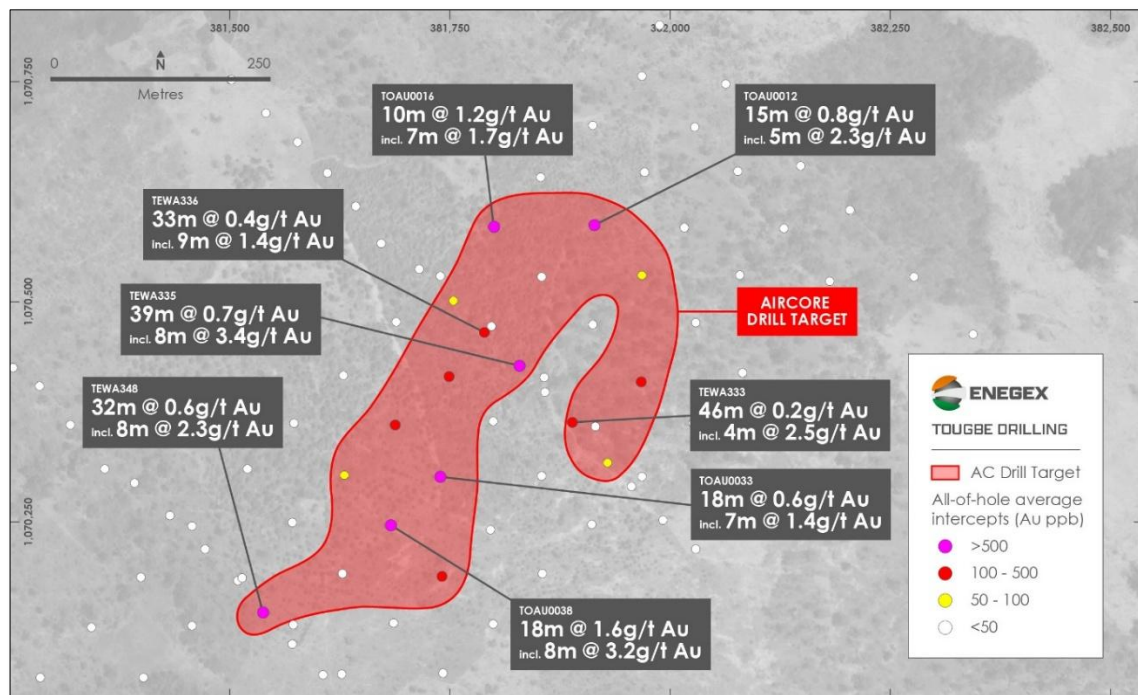 381,500
381,750
382,000
382,250
382,500
0
N
250
Metres
1,070,750
1,070,500
1,070,250
TOAU0016
10m @ 1.2g/t Au
incl. 7m @ 1.7g/t Au
TOAU0012
15m @ 0.8g/t Au
incl. 5m @ 2.3g/t Au
TEWA336
33m @ 0.4g/t Au
incl. 9m @ 1.4g/t Au
TEWA335
39m @ 0.7g/t Au
incl. 8m @ 3.4g/t Au
AIRCORE
DRILL TARGET
TEWA348
32m @ 0.6g/t Au
incl. 8m @ 2.3g/t Au
TEWA333
46m @ 0.2g/t Au
incl. 4m @ 2.5g/t Au
TOAU0033
18m @ 0.6g/t Au
incl. 7m @ 1.4g/t Au
TOAU0038
18m @ 1.6g/t Au
incl. 8m @ 3.2g/t Au
ENEGEX
TOUGBE DRILLING
AC Drill Target
All-of-hole average
intercepts (Au ppb)
>500
100 - 500
50 - 100
<50